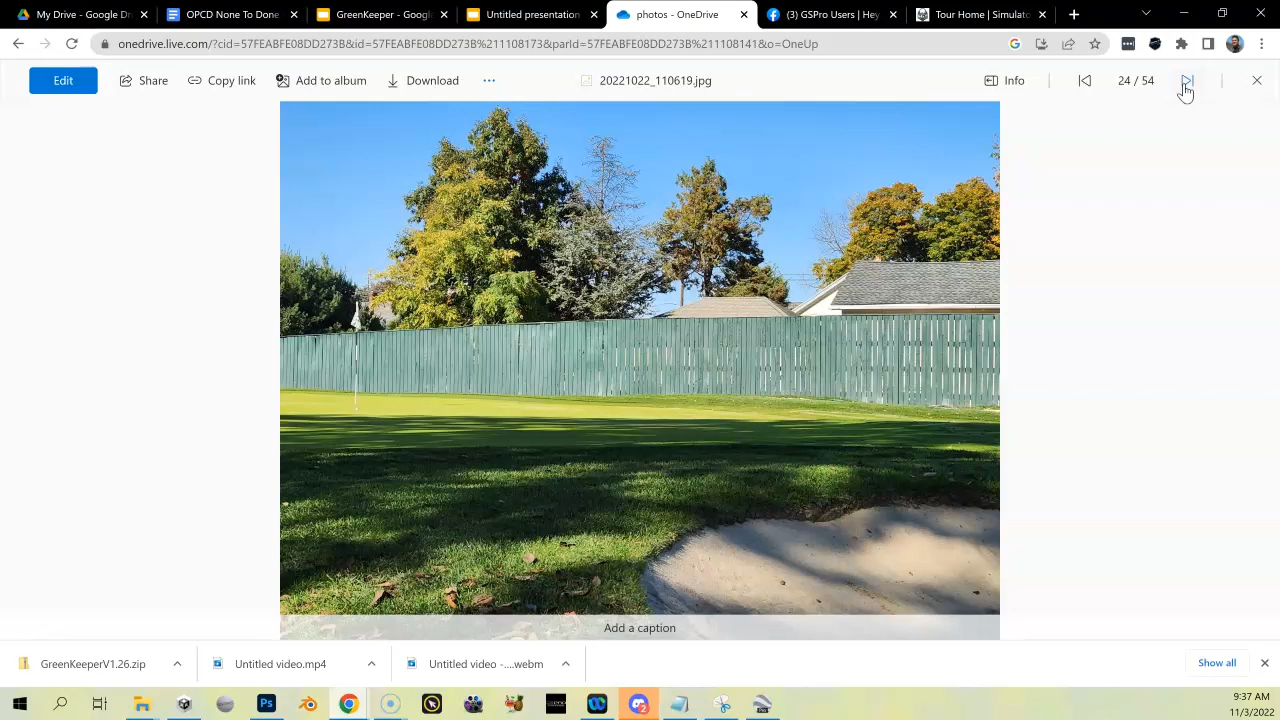 My Drive - Dr
OPCD Note To Done
GreenKeeper - Googl
Untitled presentation
photos - OneDrive
(3) GSPro Users | Hey
Tour Home | Simulato
onedrive.live.com/?cid=57FEABFE08DD273B&id=57FEABFE08DD273B%211108173&parId=57FEABFE08DD273B%211108141&o=OneUp
Edit
Share
Copy link
Add to album
Download
20221022_110619.jpg
Info
24 / 54
Add a caption
GreenKeeperV1.26.zip
Untitled video.mp4
Untitled video -....webm
Show all
9:37 AM
11/3/2022